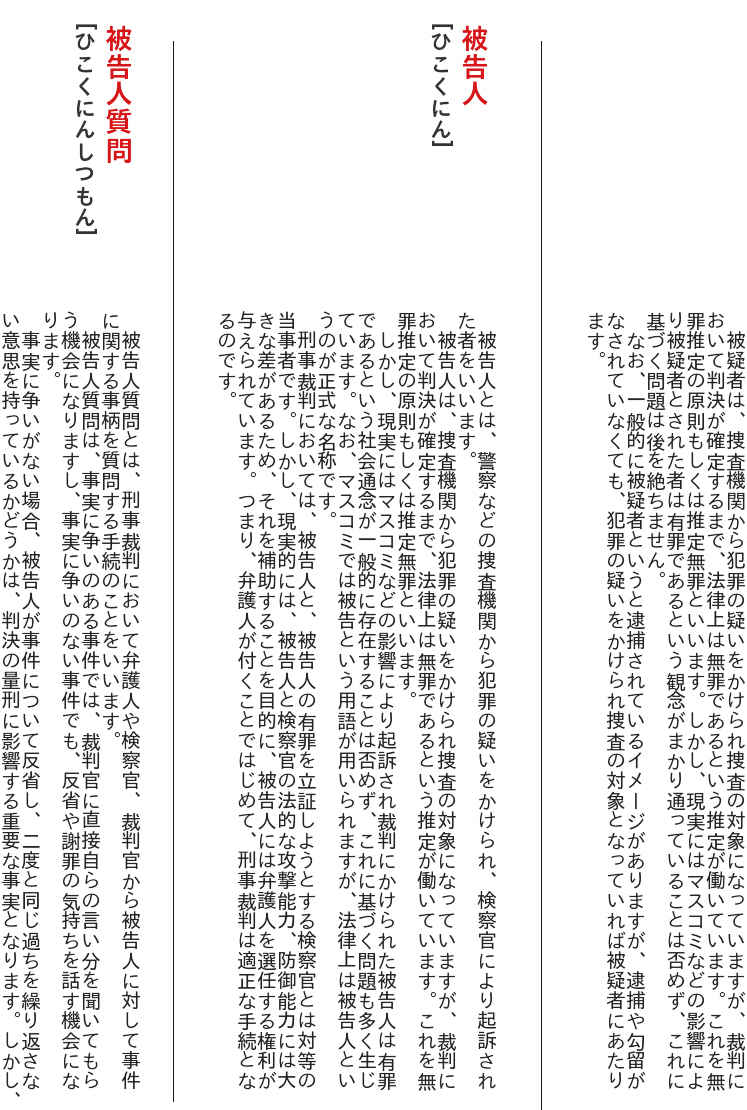 被疑者は、捜査機関から犯罪の疑いをかけられ捜査の対象になっていますが、裁判に
おいて判決が確定するまで、法律上は無罪であるという推定が働いています。これを無
罪推定の原則もしくは推定無罪といいます。しかし、現実にはマスコミなどの影響によ
り被疑者とされた者は有罪であるという観念がまかり通っていることは否めず、これに
基づく問題は後を絶ちません。
なお、一般的に被疑者というと逮捕されているイメージがありますが、逮捕や勾留が
なされていなくても、犯罪の疑いをかけられ捜査の対象となっていれば被疑者にあたり
ます。
被告人
【ひこくにん】
被告人とは、警察などの捜査機関から犯罪の疑いをかけられ、検察官により起訴され
た者をいいます。
被告人は、捜査機関から犯罪の疑いをかけられ捜査の対象になっていますが、裁判に
おいて判決が確定するまで、法律上は無罪であるという推定が働いています。これを無
罪推定の原則もしくは推定無罪といいます。
しかし、現実にはマスコミなどの影響により起訴され裁判にかけられた被告人は有罪
であるという社会通念が一般的に存在することは否めず、これに基づく問題も多く生じ
ています。なお、マスコミでは被告という用語が用いられますが、法律上は被告人とい
うのが正式な名称です。
刑事裁判においては、被告人と、被告人の有罪を立証しようとする検察官とは対等の
当事者です。しかし、現実的には、被告人と検察官の法的な攻撃能力、防御能力には大
きな差があるため、それを補助することを目的に、被告人には弁護人を選任する権利が
与えられています。つまり、弁護人が付くことではじめて、刑事裁判は適正な手続とな
るのです。
被告人質問
【ひこくにんしつもん】
被告人質問とは、刑事裁判において弁護人や検察官、裁判官から被告人に対して事件
に関する事柄を質問する手続のことをいいます。
被告人質問は、事実に争いのある事件では、裁判官に直接自らの言い分を聞いてもら
う機会になりますし、事実に争いのない事件でも、反省や謝罪の気持ちを話す機会にな
ります。
事実に争いがない場合、被告人が事件について反省し、二度と同じ過ちを繰り返さな
い意思を持っているかどうかは、判決の量刑に影響する重要な事実となります。しかし、